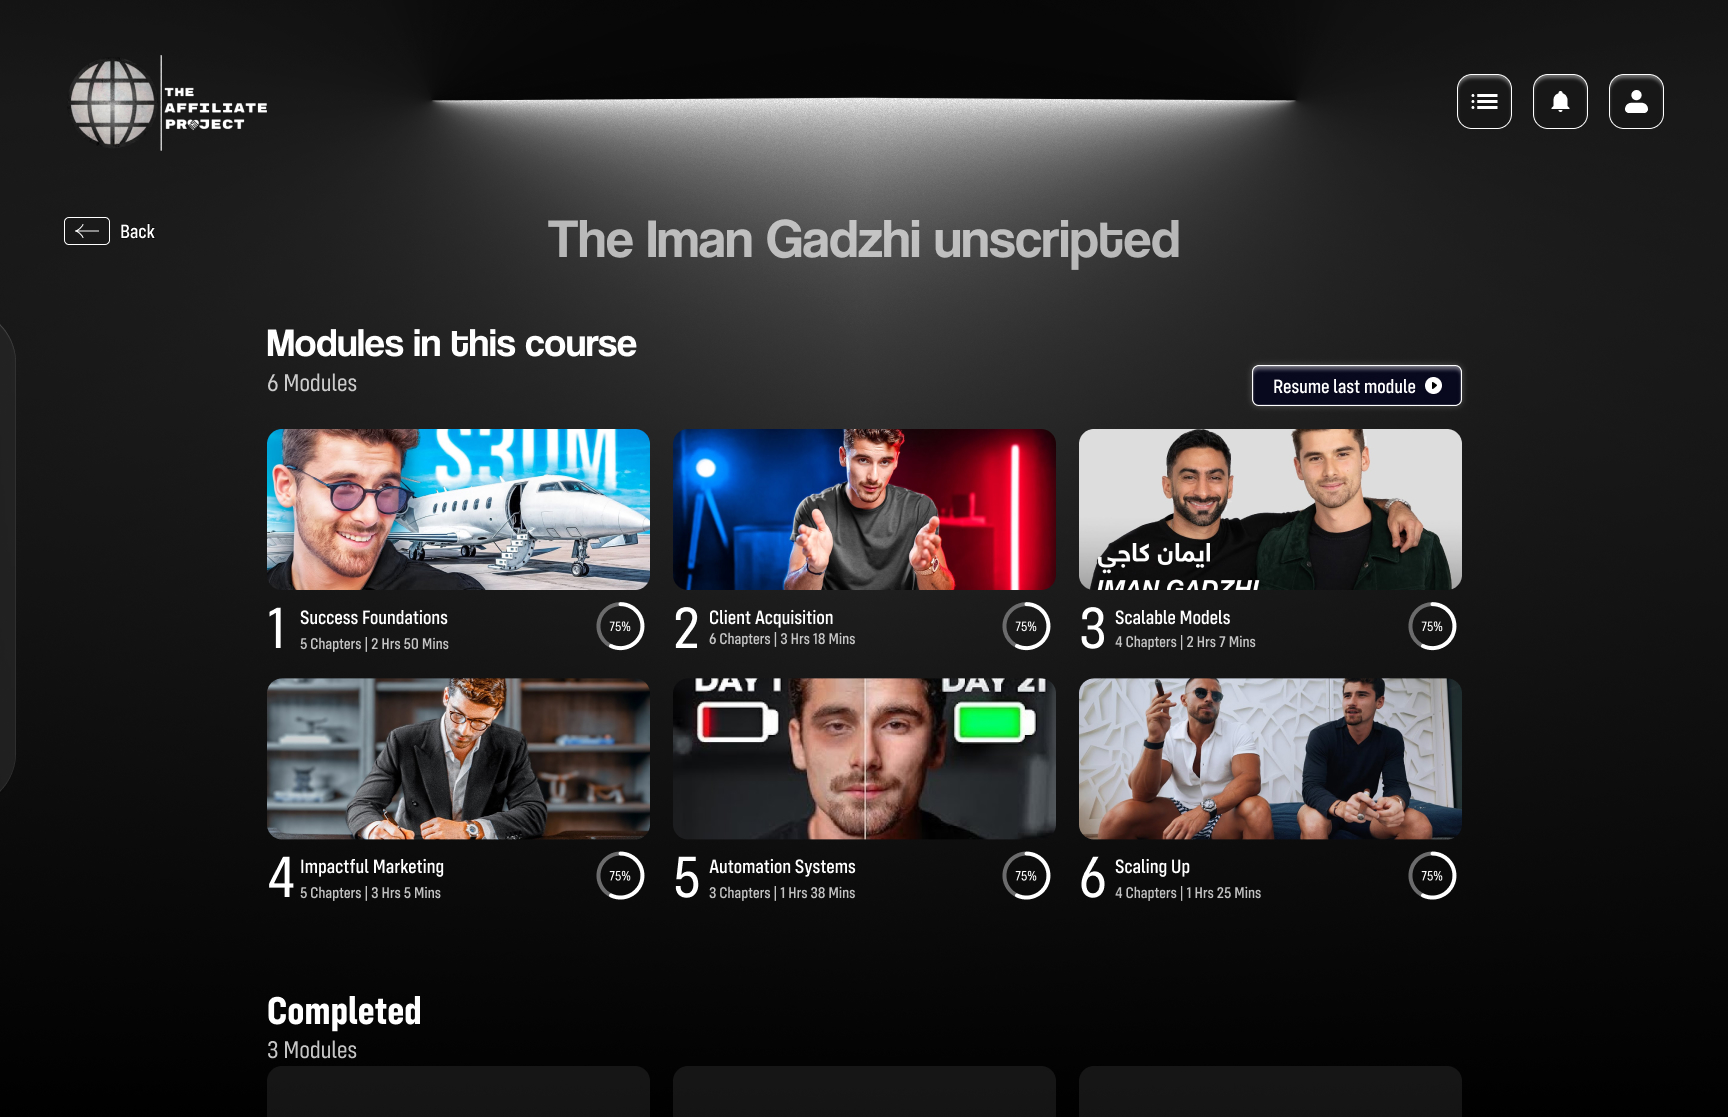 THE
AFFILIATE
PROJECT
Back
The Iman Gadzhi unscripted
Modules in this course
6 Modules
Resume last module
$30M
ايمان كاجي
IMAN GADZHI
1 Success Foundations
5 Chapters | 2 Hrs 50 Mins
75%
2 Client Acquisition
6 Chapters | 3 Hrs 18 Mins
75%
3 Scalable Models
4 Chapters | 2 Hrs 7 Mins
75%
DAY 1
DAY 21
4 Impactful Marketing
5 Chapters | 3 Hrs 5 Mins
75%
5 Automation Systems
3 Chapters | 1 Hrs 38 Mins
75%
6 Scaling Up
4 Chapters | 1 Hrs 25 Mins
75%
Completed
3 Modules